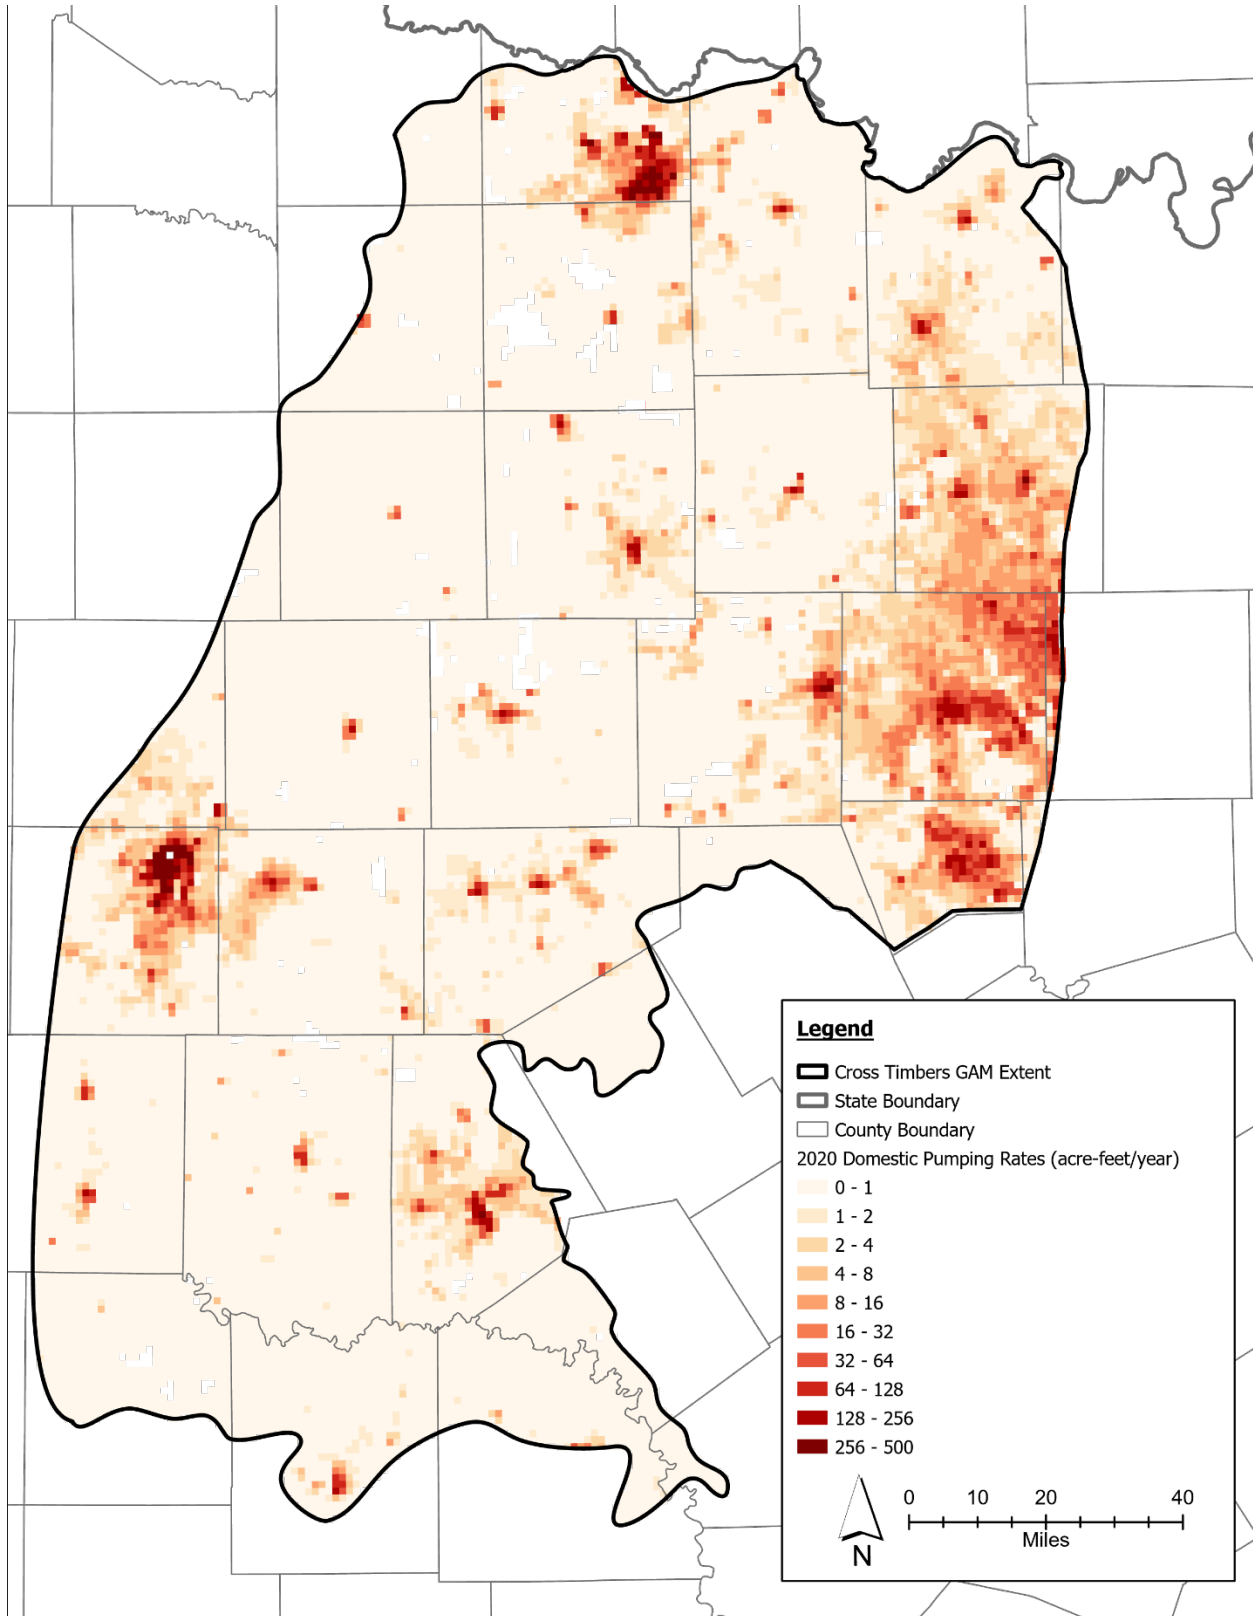 Legend
Cross Timbers GAM Extent
State Boundary
County Boundary
2020 Domestic Pumping Rates (acre-feet/year)
0 - 1
1 - 2
2 - 4
4 - 8
8 - 16
16 - 32
32 - 64
64 - 128
128 - 256
256 - 500
0 10 20 40
Miles
N